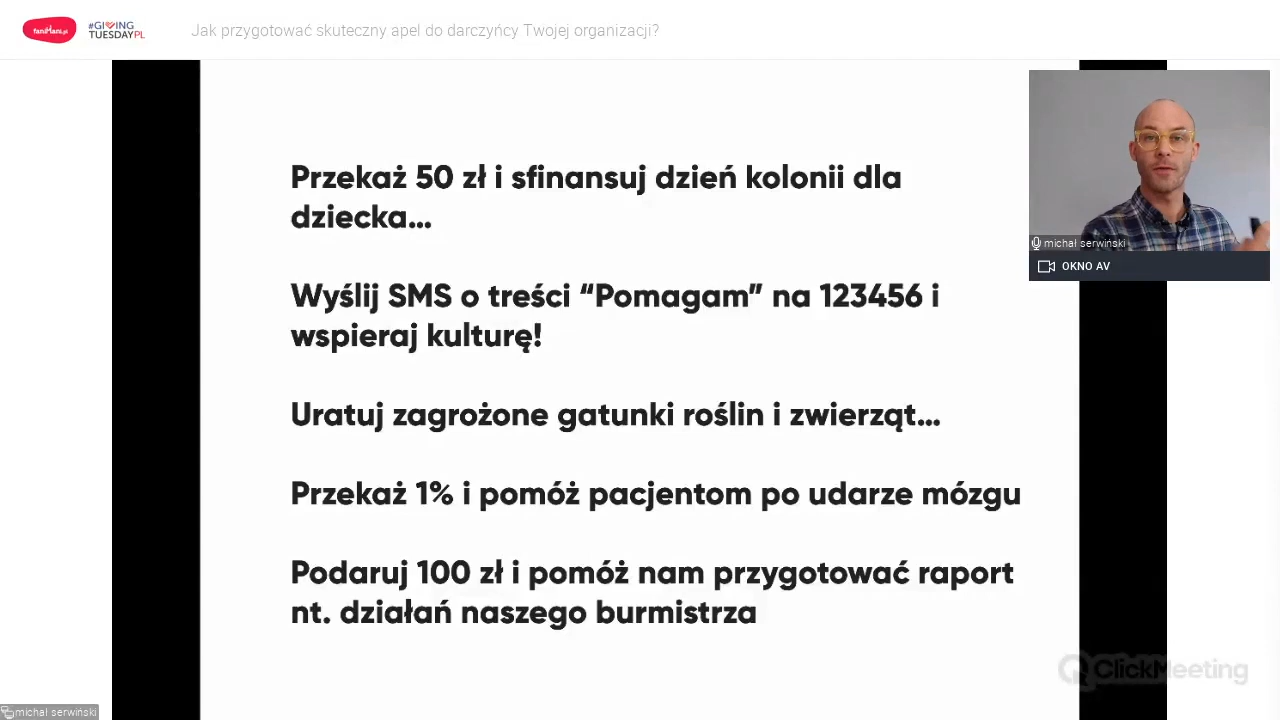 faniMani.pl
#GIVING
TUESDAYPL
Jak przygotować skuteczny apel do darczyńcy Twojej organizacji?
Przekaż 50 zł i sfinansuj dzień kolonii dla
dziecka...
Wyślij SMS o treści “Pomagam” na 123456 i
wspieraj kulturę!
Uratuj zagrożone gatunki roślin i zwierząt...
Przekaż 1% i pomóż pacjentom po udarze mózgu
Podaruj 100 zł i pomóż nam przygotować raport
nt. działań naszego burmistrza
michał serwiński
OKNO AV
ClickMeeting
michał serwiński